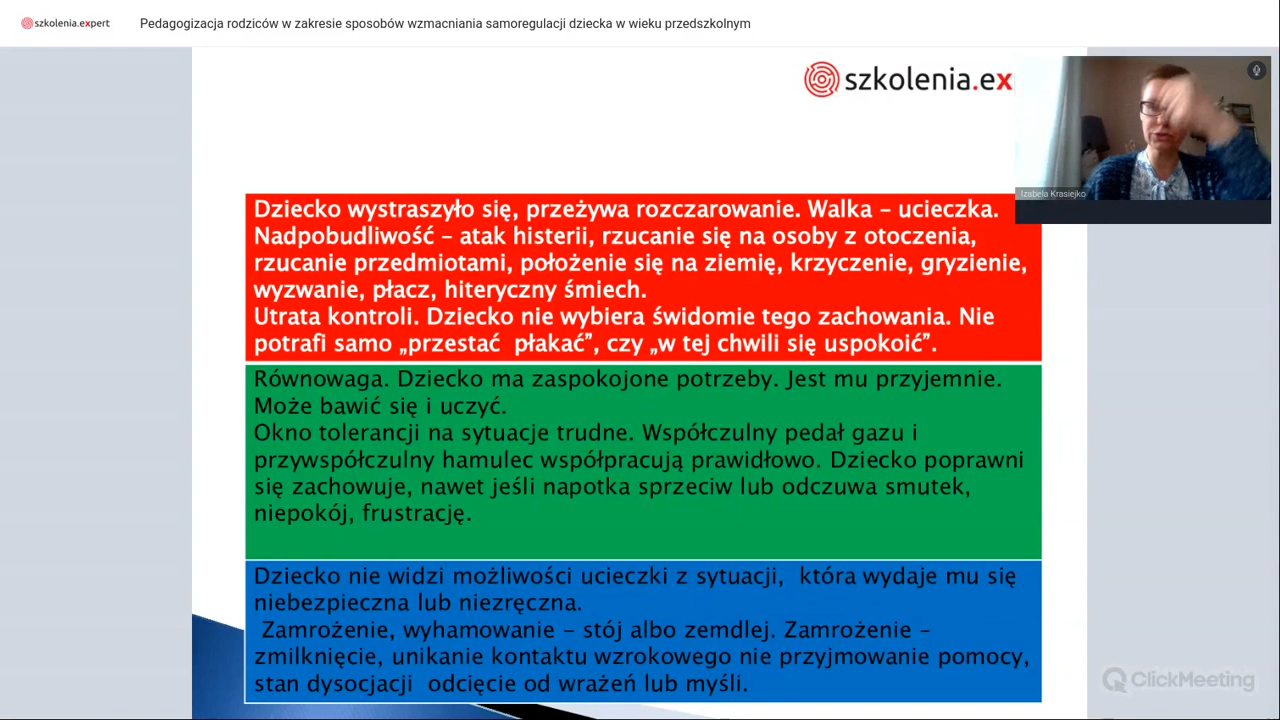 szkolenia.expert
Pedagogizacja rodziców w zakresie sposobów wzmacniania samoregulacji dziecka w wieku przedszkolnym
szkolenia.ex
Izabela Krasiejko
Dziecko wystraszyło się, przeżywa rozczarowanie. Walka – ucieczka.
Nadpobudliwość – atak histerii, rzucanie się na osoby z otoczenia,
rzucanie przedmiotami, położenie się na ziemię, krzyczenie, gryzienie,
wyzwanie, płacz, hiteryczny śmiech.
Utrata kontroli. Dziecko nie wybiera świdomie tego zachowania. Nie
potrafi samo „przestać  płakać”, czy „w tej chwili się uspokoić”.
Równowaga. Dziecko ma zaspokojone potrzeby. Jest mu przyjemnie.
Może bawić się i uczyć.
Okno tolerancji na sytuacje trudne. Współczulny pedał gazu i
przywspółczulny hamulec współpracują prawidłowo. Dziecko poprawni
się zachowuje, nawet jeśli napotka sprzeciw lub odczuwa smutek,
niepokój, frustrację.
Dziecko nie widzi możliwości ucieczki z sytuacji,  która wydaje mu się
niebezpieczna lub niezręczna.
Zamrożenie, wyhamowanie – stój albo zemdlej. Zamrożenie –
zmilknięcie, unikanie kontaktu wzrokowego nie przyjmowanie pomocy,
stan dysocjacji  odcięcie od wrażeń lub myśli.
ClickMeeting